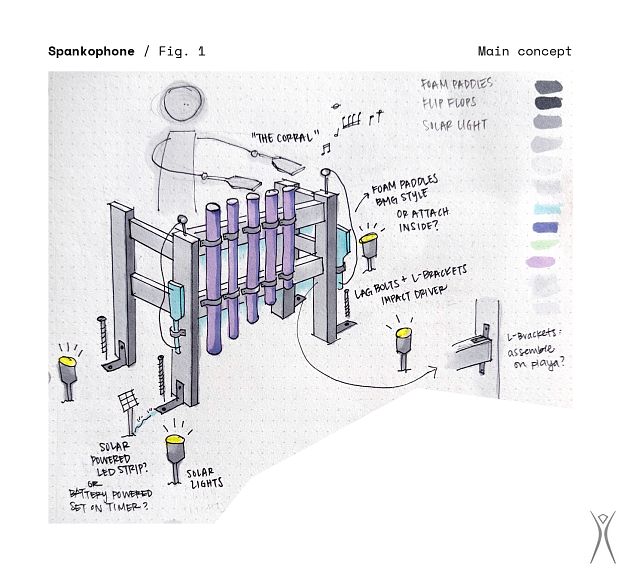 Spankophone / Fig. 1
Main concept
FOAM PADDLES
FLIP FLOPS
SOLAR LIGHT
"THE CORRAL"
FOAM PADDLES
BMG STYLE
OR ATTACH
INSIDE?
LAG BOLTS + L-BRACKETS
IMPACT DRIVER
L-Brackets:
assemble
on playa?
SOLAR
POWERED
LED STRIP?
OR
BATTERY POWERED
SET ON TIMER?
SOLAR
LIGHTS